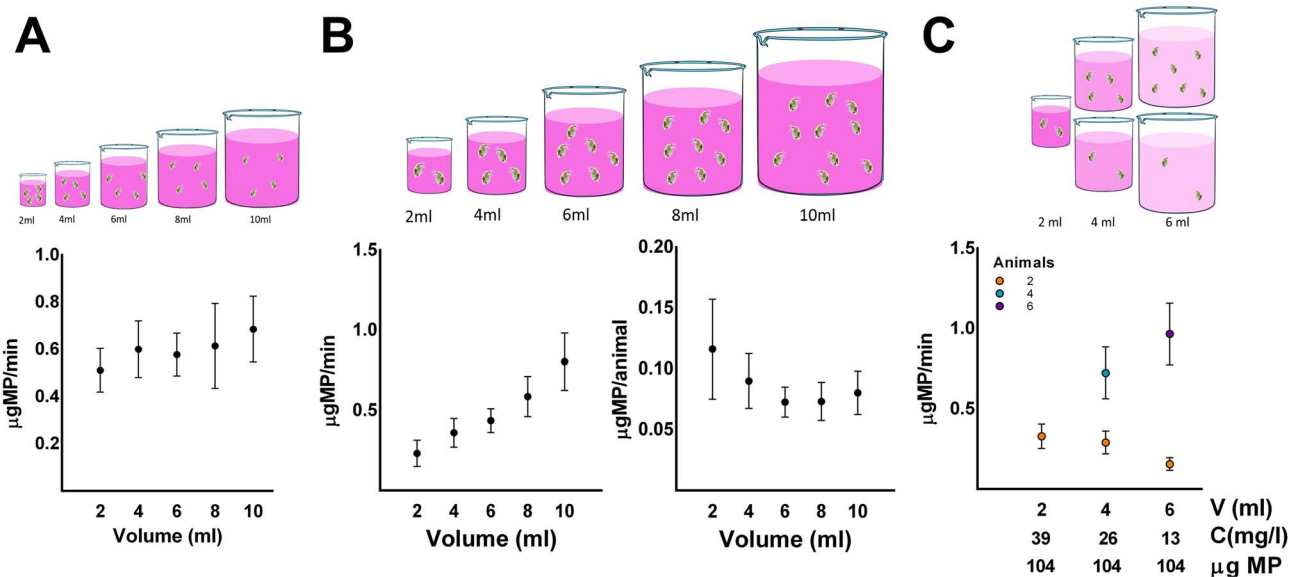 A
2ml 4ml 6ml 8ml 10ml
μgMP/min
1.0
0.8
0.6
0.4
0.2
2 4 6 8 10
Volume (ml)
B
2ml 4ml 6ml 8ml 10ml
μgMP/min
1.5
1.0
0.5
2 4 6 8 10
Volume (ml)
μgMP/animal
0.20
0.15
0.10
0.05
2 4 6 8 10
Volume (ml)
C
2 ml 4 ml 6 ml
μgMP/min
1.5
1.0
0.5
Animals
2
4
6
2 4 6 V (ml)
39 26 13 C(mg/l)
104 104 104 μg MP